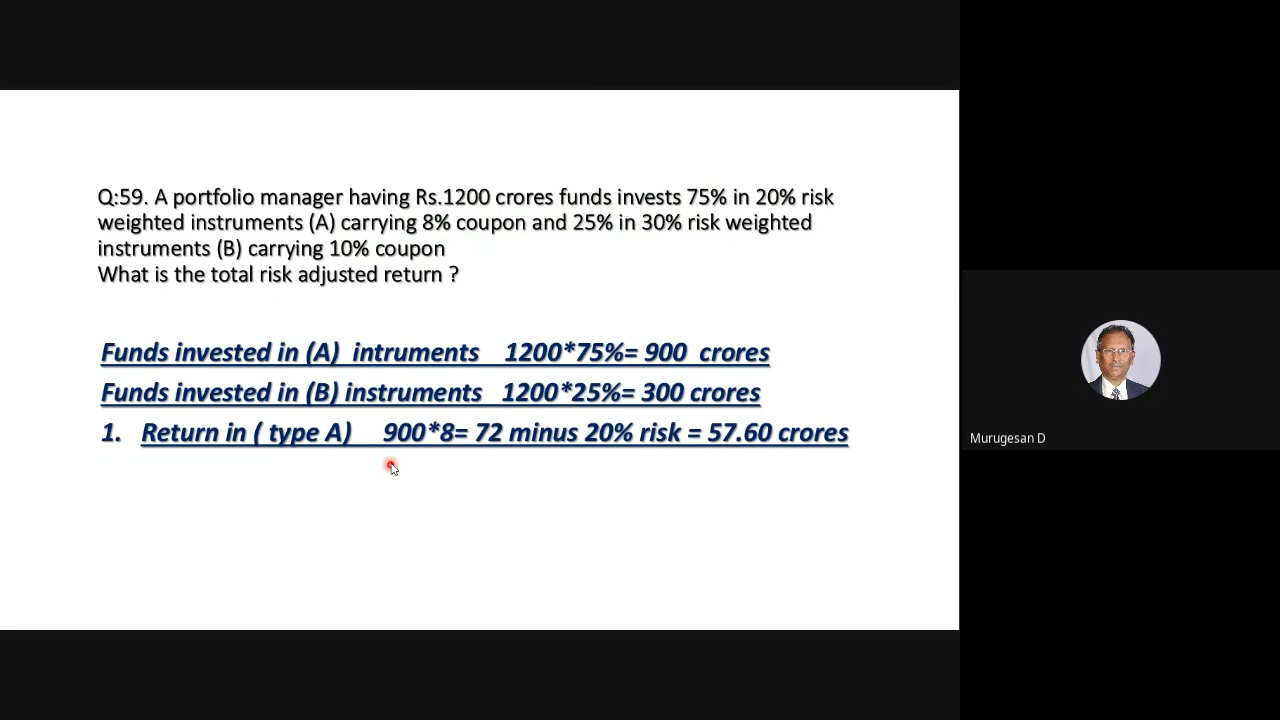 Q:59. A portfolio manager having Rs.1200 crores funds invests 75% in 20% risk
weighted instruments (A) carrying 8% coupon and 25% in 30% risk weighted
instruments (B) carrying 10% coupon
What is the total risk adjusted return ?
Funds invested in (A) intruments 1200*75%= 900 crores
Funds invested in (B) instruments 1200*25%= 300 crores
1. Return in ( type A) 900*8= 72 minus 20% risk = 57.60 crores
Murugesan D